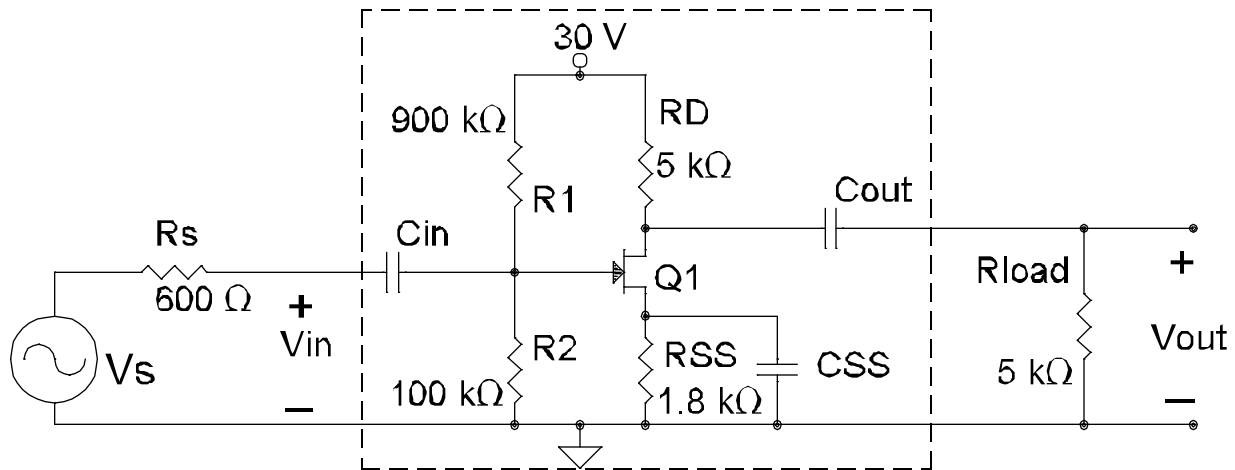 30 V
900 kΩ
R1
RD
5 kΩ
Cout
Rs
600 Ω
Cin
Q1
Rload
5 kΩ
+
Vin
−
Vs
R2
100 kΩ
RSS
1.8 kΩ
CSS
+
Vout
−